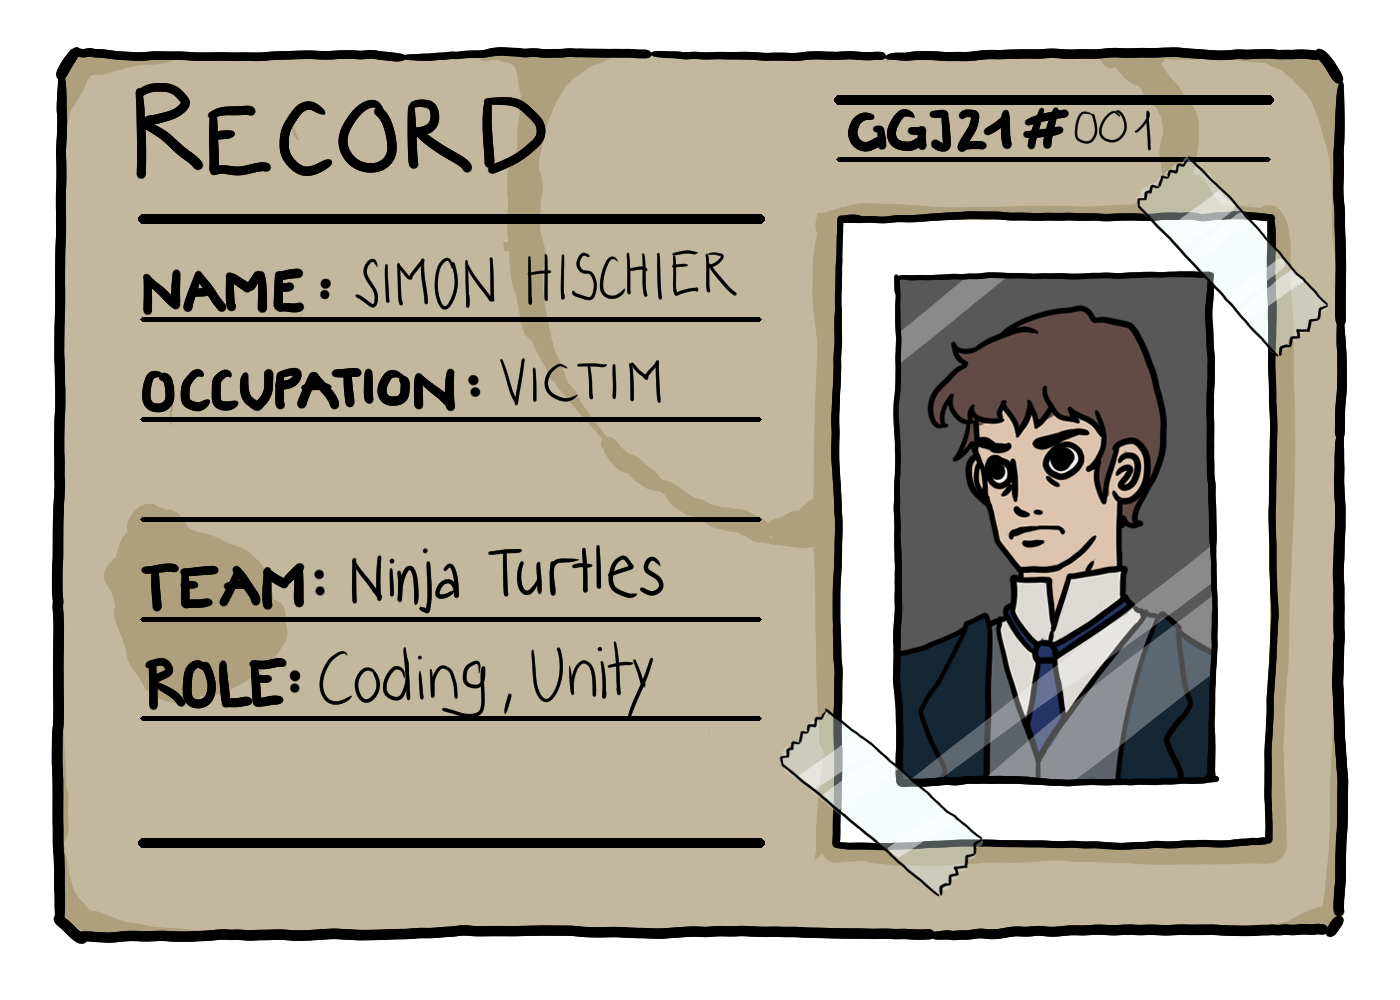 RECORD
GGJ21#001
NAME: SIMON HISCHIER
OCCUPATION: VICTIM
TEAM: Ninja Turtles
ROLE: Coding, Unity